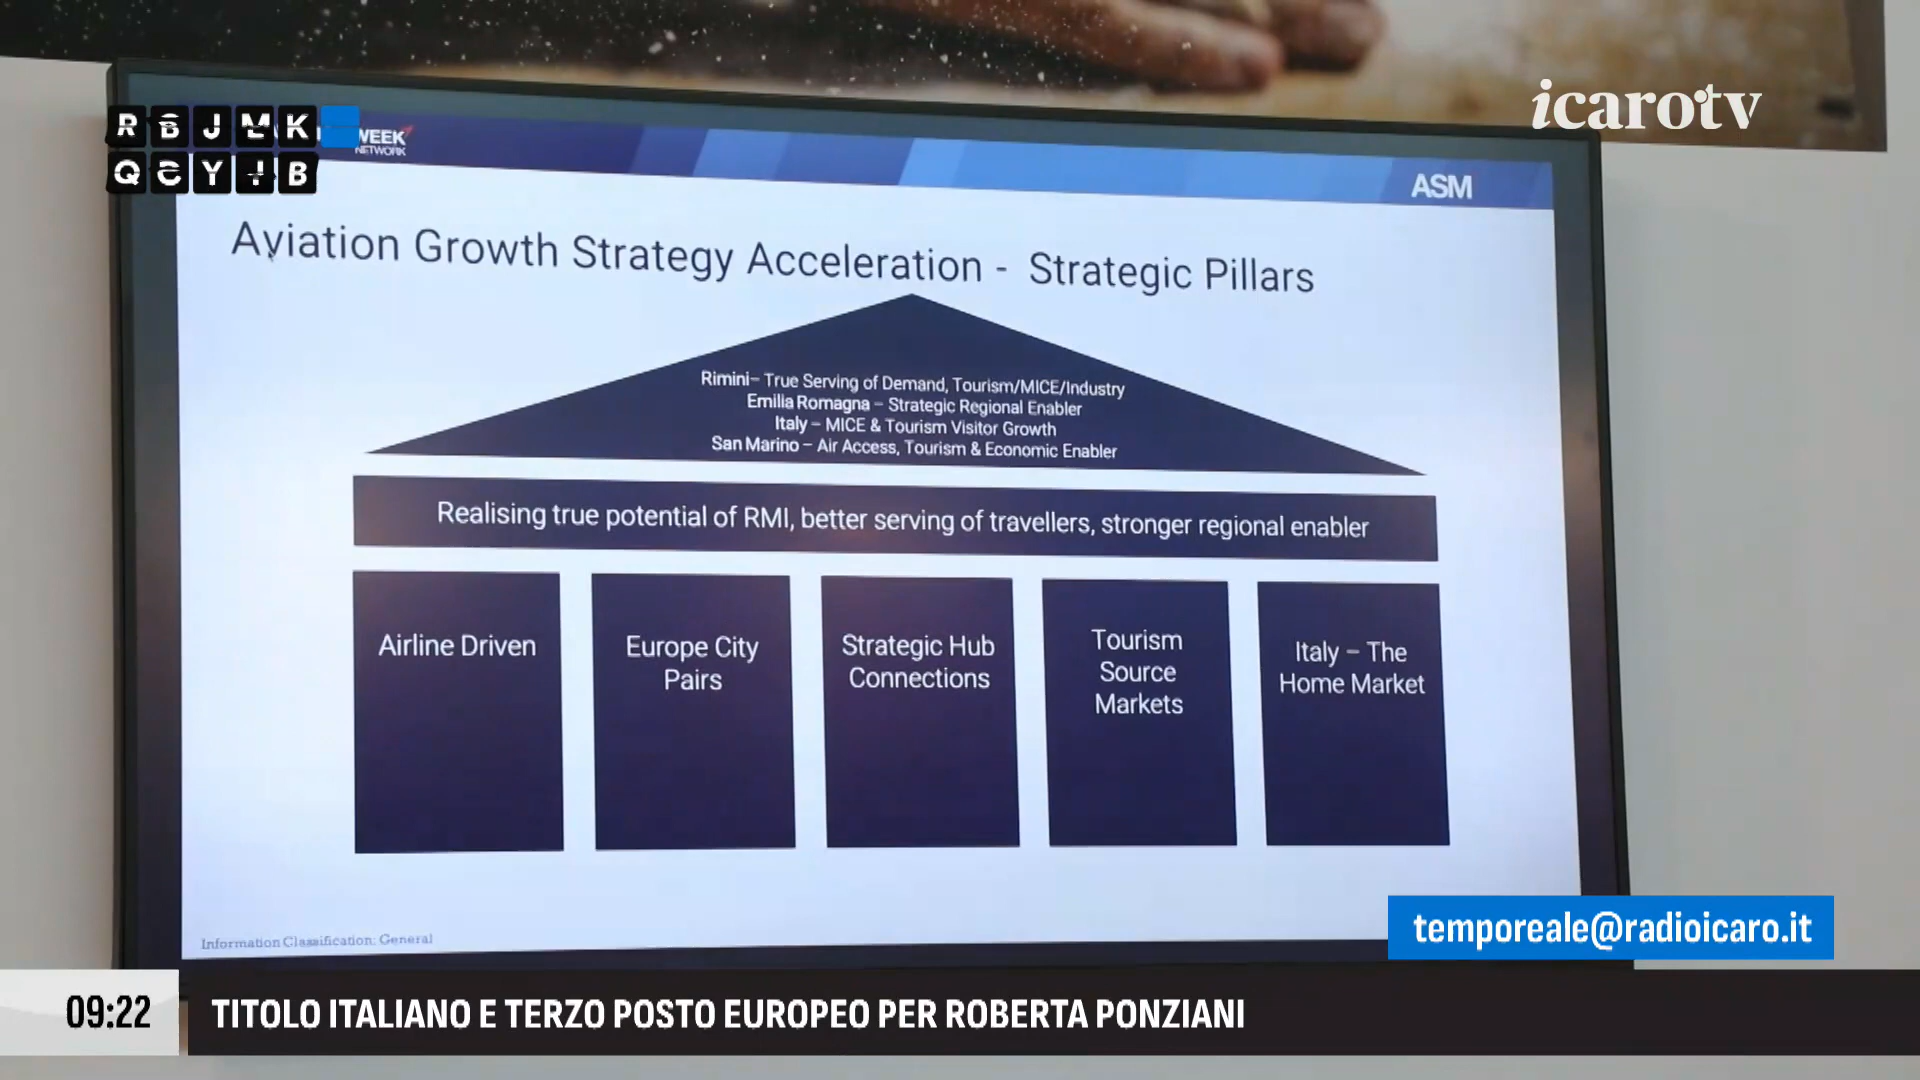 icarotv
R B J M K
Q Y B
WEEK
NETWORK
ASM
Aviation Growth Strategy Acceleration - Strategic Pillars
Rimini– True Serving of Demand, Tourism/MICE/Industry
Emilia Romagna – Strategic Regional Enabler
Italy – MICE & Tourism Visitor Growth
San Marino – Air Access, Tourism & Economic Enabler
Realising true potential of RMI, better serving of travellers, stronger regional enabler
Airline Driven
Europe City
Pairs
Strategic Hub
Connections
Tourism
Source
Markets
Italy – The
Home Market
Information Classification: General
temporeale@radioicaro.it
09:22
TITOLO ITALIANO E TERZO POSTO EUROPEO PER ROBERTA PONZIANI